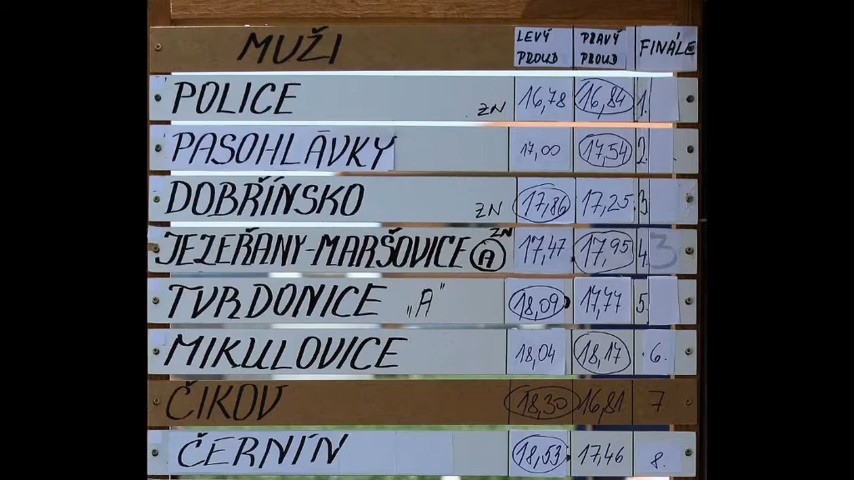 MUŽI LEVÝ PROUD PRAVÝ PROUD FINÁLE
POLICE ZN 16,78 16,84 1.
PASOHLÁVKY 17,00 17,54 2.
DOBŘÍNSKO ZN 17,86 17,25 3.
JEZEŘANY-MARŠOVICE A ZN 17,47 17,95 4. 3
TVRDONICE "A" 18,09 17,77 5.
MIKULOVICE 18,04 18,17 6.
ČIKOV 18,30 16,81 7
ČERNÍN 18,53 17,46 8.